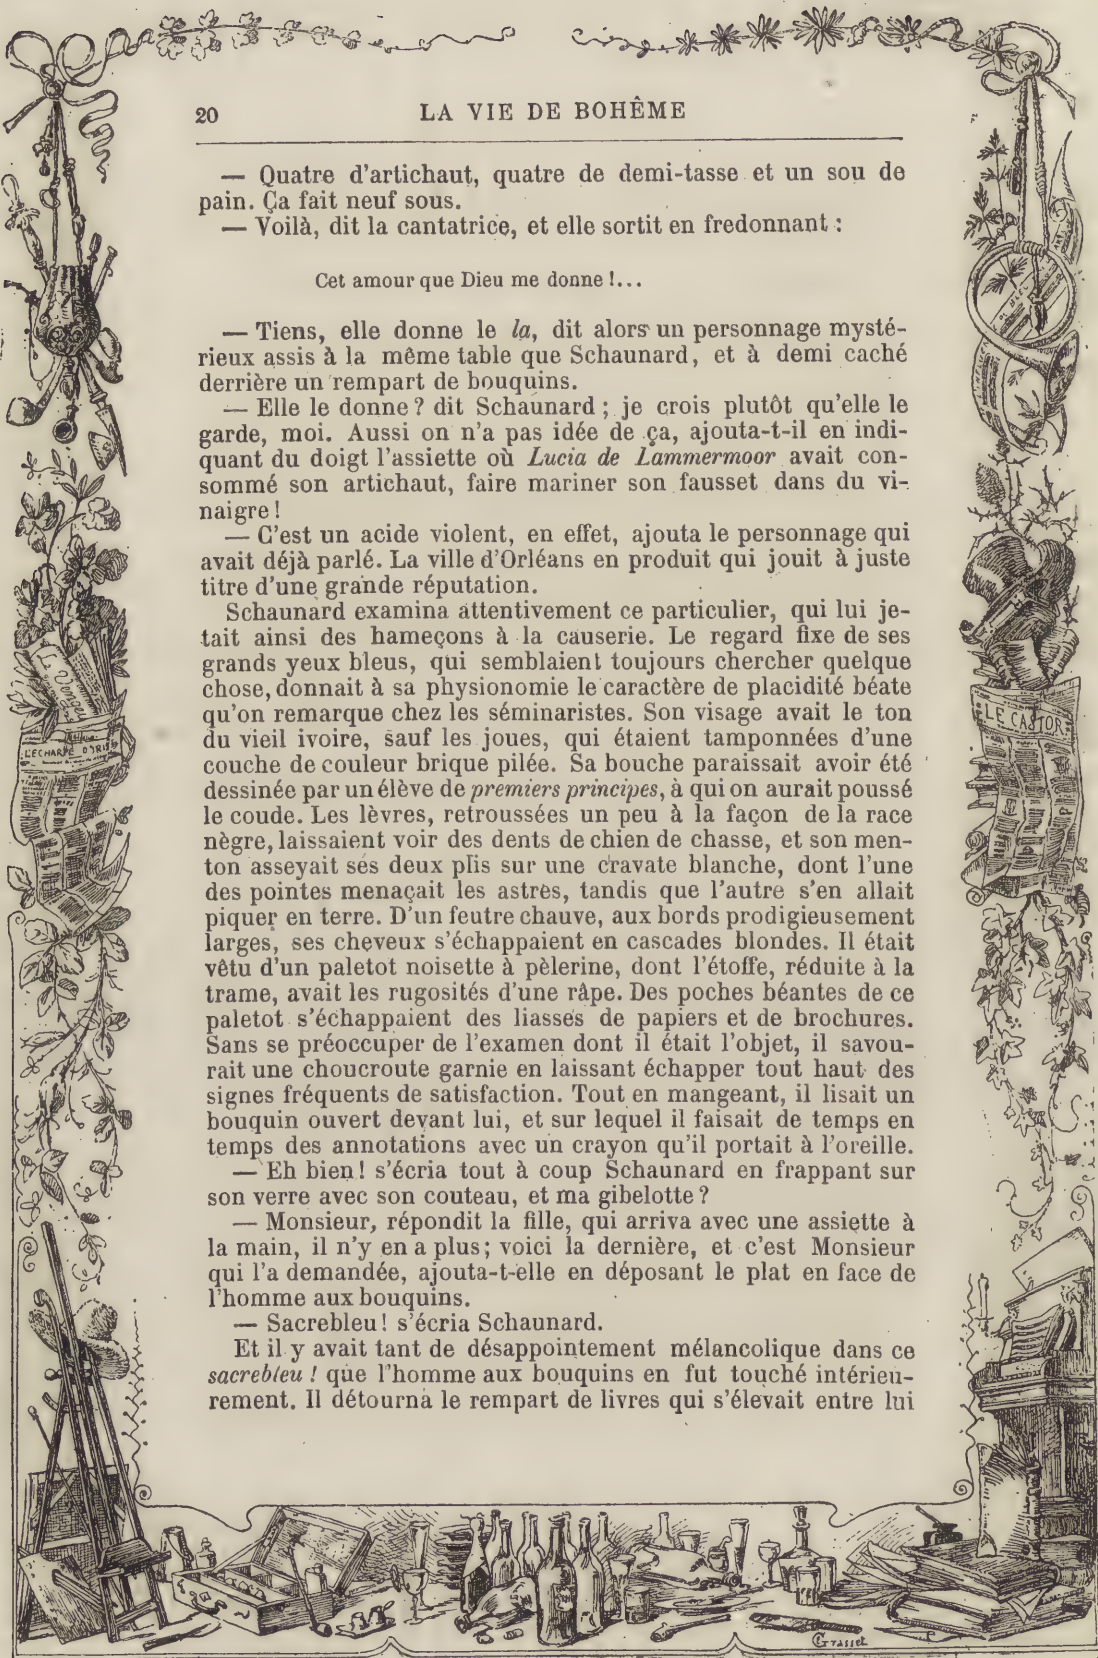 20 LA VIE DE BOHÊME
— Quatre d'artichaut, quatre de demi-tasse et un sou de
pain. Ça fait neuf sous.
— Voilà, dit la cantatrice, et elle sortit en fredonnant :
Cet amour que Dieu me donne !...
— Tiens, elle donne le la, dit alors un personnage mysté-
rieux assis à la même table que Schaunard, et à demi caché
derrière un rempart de bouquins.
— Elle le donne ? dit Schaunard ; je crois plutôt qu'elle le
garde, moi. Aussi on n'a pas idée de ça, ajouta-t-il en indi-
quant du doigt l'assiette où Lucia de Lammermoor avait con-
sommé son artichaut, faire mariner son fausset dans du vi-
naigre !
— C'est un acide violent, en effet, ajouta le personnage qui
avait déjà parlé. La ville d'Orléans en produit qui jouit à juste
titre d'une grande réputation.
Schaunard examina attentivement ce particulier, qui lui je-
tait ainsi des hameçons à la causerie. Le regard fixe de ses
grands yeux bleus, qui semblaient toujours chercher quelque
chose, donnait à sa physionomie le caractère de placidité béate
qu'on remarque chez les séminaristes. Son visage avait le ton
du vieil ivoire, sauf les joues, qui étaient tamponnées d'une
couche de couleur brique pilée. Sa bouche paraissait avoir été
dessinée par un élève de premiers principes, à qui on aurait poussé
le coude. Les lèvres, retroussées un peu à la façon de la race
nègre, laissaient voir des dents de chien de chasse, et son men-
ton asseyait ses deux plis sur une cravate blanche, dont l'une
des pointes menaçait les astres, tandis que l'autre s'en allait
piquer en terre. D'un feutre chauve, aux bords prodigieusement
larges, ses cheveux s'échappaient en cascades blondes. Il était
vêtu d'un paletot noisette à pèlerine, dont l'étoffe, réduite à la
trame, avait les rugosités d'une râpe. Des poches béantes de ce
paletot s'échappaient des liasses de papiers et de brochures.
Sans se préoccuper de l'examen dont il était l'objet, il savou-
rait une choucroute garnie en laissant échapper tout haut des
signes fréquents de satisfaction. Tout en mangeant, il lisait un
bouquin ouvert devant lui, et sur lequel il faisait de temps en
temps des annotations avec un crayon qu'il portait à l'oreille.
— Eh bien ! s'écria tout à coup Schaunard en frappant sur
son verre avec son couteau, et ma gibelotte ?
— Monsieur, répondit la fille, qui arriva avec une assiette à
la main, il n'y en a plus ; voici la dernière, et c'est Monsieur
qui l'a demandée, ajouta-t-elle en déposant le plat en face de
l'homme aux bouquins.
— Sacrebleu ! s'écria Schaunard.
Et il y avait tant de désappointement mélancolique dans ce
sacrebleu ! que l'homme aux bouquins en fut touché intérieu-
rement. Il détourna le rempart de livres qui s'élevait entre lui
L'ECHARPE D'IRIS
LE CASTOR
Grasset